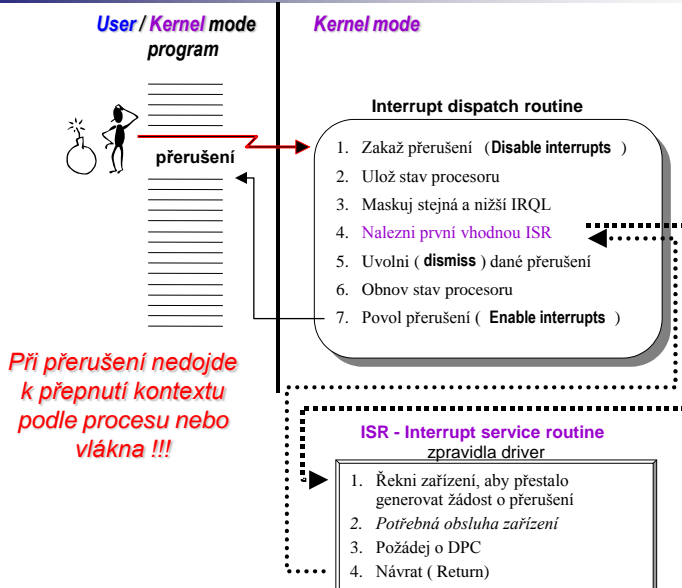 User / Kernel mode
program
Kernel mode
přerušení
Interrupt dispatch routine
1. Zakaž přerušení (Disable interrupts )
2. Ulož stav procesoru
3. Maskuj stejná a nižší IRQL
4. Nalezni první vhodnou ISR
5. Uvolni ( dismiss ) dané přerušení
6. Obnov stav procesoru
7. Povol přerušení ( Enable interrupts )
Při přerušení nedojde
k přepnutí kontextu
podle procesu nebo
vlákna !!!
ISR - Interrupt service routine
zpravidla driver
1. Řekni zařízení, aby přestalo
generovat žádost o přerušení
2. Potřebná obsluha zařízení
3. Požádej o DPC
4. Návrat ( Return)